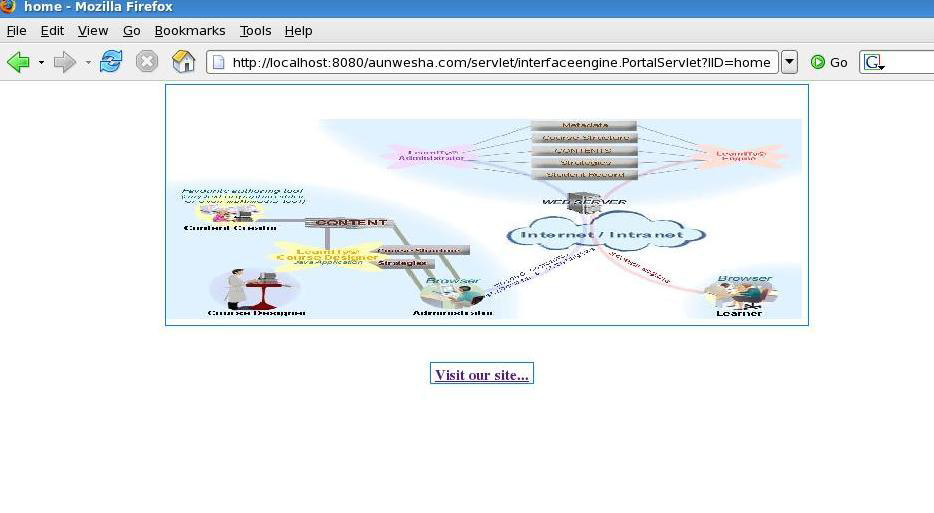 home - Mozilla Firefox
File Edit View Go Bookmarks Tools Help
http://localhost:8080/aunwesha.com/servlet/interfaceengine.PortalServlet?IID=home Go
Metadata
Course Structure
CONTENTS
Strategies
Student Record
LearnITy®
Administrator
LearnITy®
Engine
WEB SERVER
Internet / Intranet
Favourite authoring tool
Content Creator
CONTENT
LearnITy®
Course Designer
Java Application
Course Structure
Strategies
Course Designer
Browser
Administrator
Browser
Learner
Visit our site...